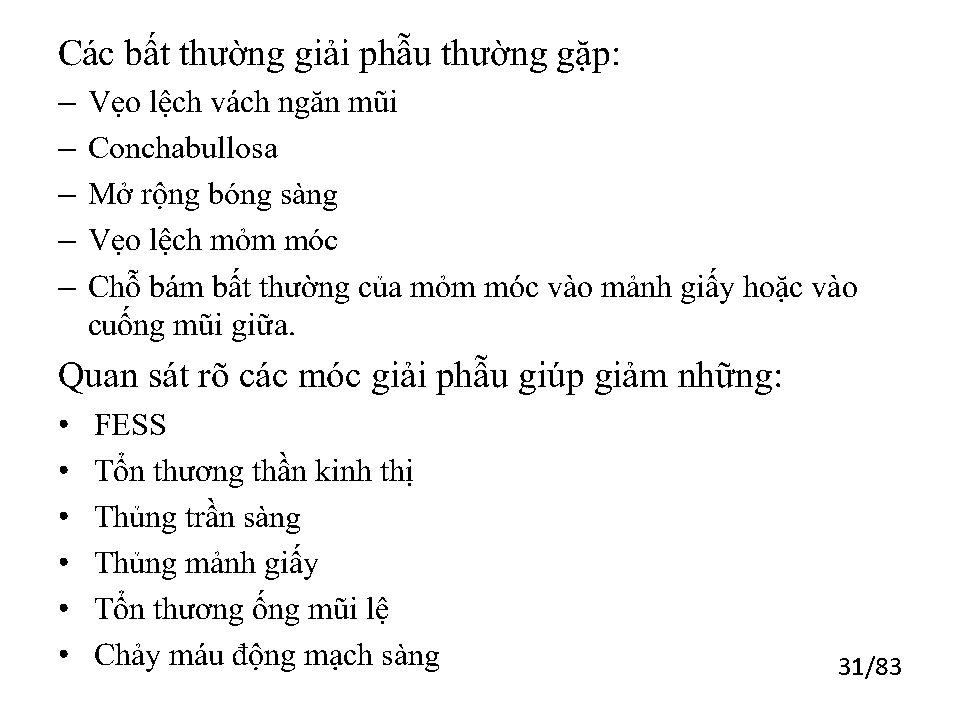 Các bất thường giải phẫu thường gặp:
– Vẹo lệch vách ngăn mũi
– Conchabullosa
– Mở rộng bóng sàng
– Vẹo lệch mỏm móc
– Chỗ bám bất thường của mỏm móc vào mảnh giấy hoặc vào
cuống mũi giữa.
Quan sát rõ các móc giải phẫu giúp giảm những:
• FESS
• Tổn thương thần kinh thị
• Thủng trần sàng
• Thủng mảnh giấy
• Tổn thương ống mũi lệ
• Chảy máu động mạch sàng
31/83